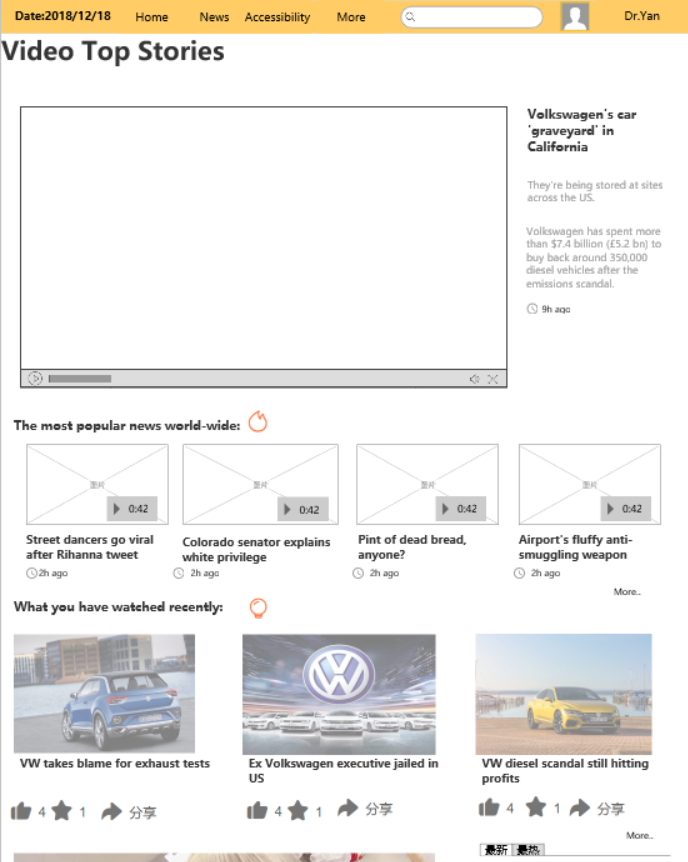 Date:2018/12/18 Home News Accessibility More Dr.Yan
Video Top Stories
Volkswagen's car
'graveyard' in
California
They're being stored at sites
across the US.
Volkswagen has spent more
than $7.4 billion (£5.2 bn) to
buy back around 350,000
diesel vehicles after the
emissions scandal.
9h ago
The most popular news world-wide:
图片 图片 图片 图片
0:42 0:42 0:42 0:42
Street dancers go viral
after Rihanna tweet
2h ago
Colorado senator explains
white privilege
2h ago
Pint of dead bread,
anyone?
2h ago
Airport's fluffy anti-
smuggling weapon
2h ago
More..
What you have watched recently:
VW takes blame for exhaust tests
4 1 分享
Ex Volkswagen executive jailed in
US
4 1 分享
VW diesel scandal still hitting
profits
4 1 分享
More..
最新 最热